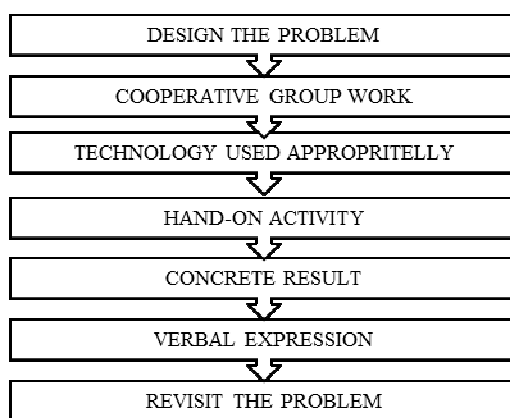 DESIGN THE PROBLEM
COOPERATIVE GROUP WORK
TECHNOLOGY USED APPROPRITELLY
HAND-ON ACTIVITY
CONCRETE RESULT
VERBAL EXPRESSION
REVISIT THE PROBLEM